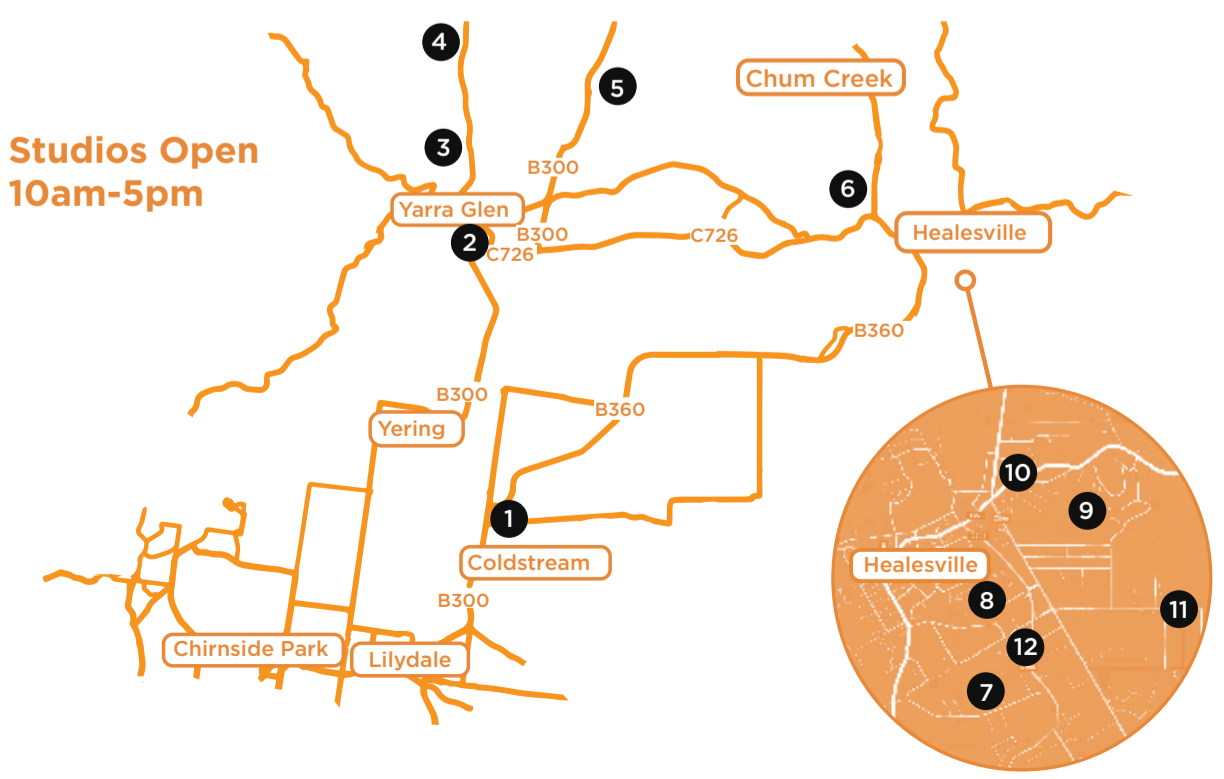 Studios Open
10am-5pm
4
5
Chum Creek
3
B300
6
Yarra Glen
2
B300
C726
C726
Healesville
B360
B300
B360
Yering
1
Coldstream
B300
Chirnside Park
Lilydale
10
9
Healesville
8
11
12
7